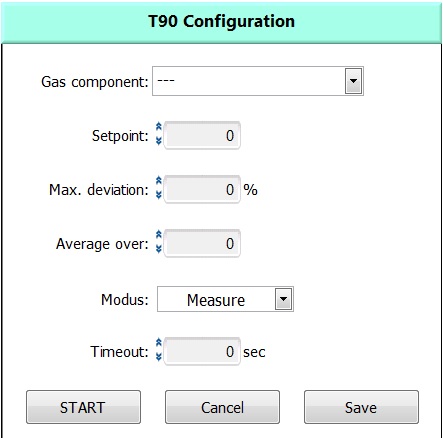 T90 Configuration
Gas component: ---
Setpoint: 0
Max. deviation: 0 %
Average over: 0
Modus: Measure
Timeout: 0 sec
START Cancel Save